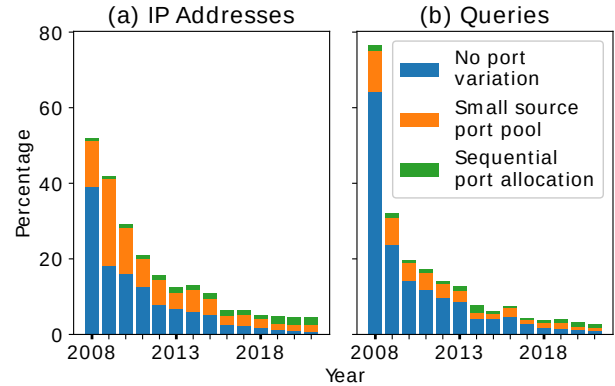 (a) IP Addresses
(b) Queries
80
60
40
20
0
Percentage
No port
variation
Small source
port pool
Sequential
port allocation
2008
2013
2018
2008
2013
2018
Year